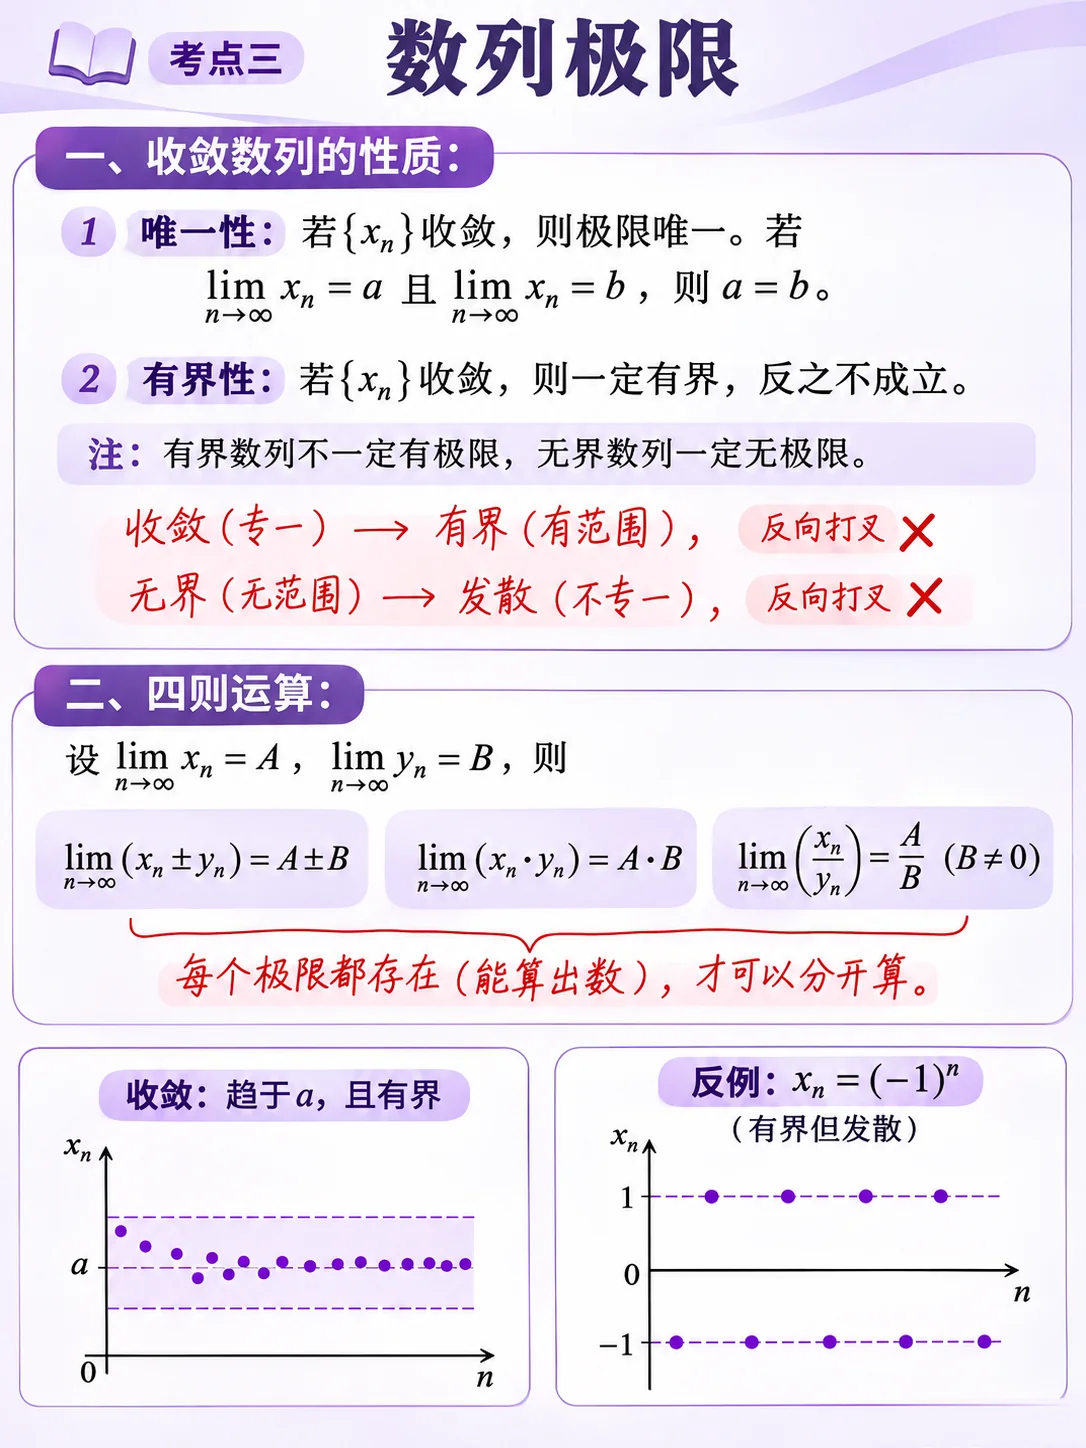 考点三
数列极限
一、收敛数列的性质：
1 唯一性：若{xₙ}收敛，则极限唯一。若
lim xₙ = a 且 lim xₙ = b，则 a = b。
n→∞ n→∞
2 有界性：若{xₙ}收敛，则一定有界，反之不成立。
注：有界数列不一定有极限，无界数列一定无极限。
收敛（专一）→ 有界（有范围），反向打叉 ✕
无界（无范围）→ 发散（不专一），反向打叉 ✕
二、四则运算：
设 lim xₙ = A，lim yₙ = B，则
n→∞ n→∞
lim (xₙ ± yₙ) = A ± B
n→∞
lim (xₙ · yₙ) = A · B
n→∞
lim (xₙ/yₙ) = A/B (B ≠ 0)
n→∞
每个极限都存在（能算出数），才可以分开算。
收敛：趋于a，且有界
xₙ
a
0
n
反例：xₙ = (−1)ⁿ
（有界但发散）
xₙ
1
0
n
−1